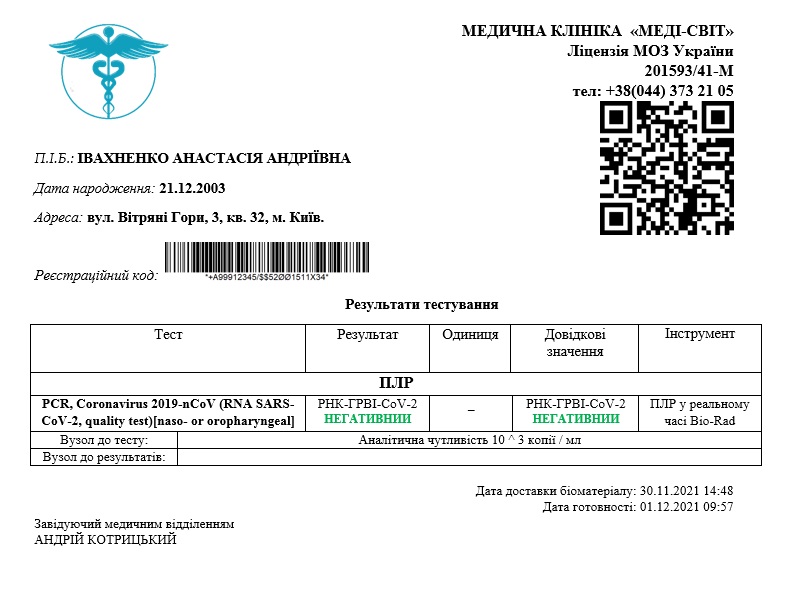 МЕДИЧНА КЛІНІКА «МЕДІ-СВІТ»
Ліцензія МОЗ України
201593/41-М
тел: +38(044) 373 21 05
П.І.Б.: ІВАХНЕНКО АНАСТАСІЯ АНДРІЇВНА
Дата народження: 21.12.2003
Адреса: вул. Вітряні Гори, 3, кв. 32, м. Київ.
Реєстраційний код:
*+A99912345/$$52ØØ1511X34*
Результати тестування
Тест Результат Одиниця Довідкові значення Інструмент
ПЛР
PCR, Coronavirus 2019-nCoV (RNA SARS-
CoV-2, quality test)[naso- or oropharyngeal]
РНК-ГРВІ-CoV-2
НЕГАТИВНИИ
–
РНК-ГРВІ-CoV-2
НЕГАТИВНИИ
ПЛР у реальному
часі Bio-Rad
Вузол до тесту: Аналітична чутливість 10 ^ 3 копії / мл
Вузол до результатів:
Дата доставки біоматеріалу: 30.11.2021 14:48
Дата готовності: 01.12.2021 09:57
Завідуючий медичним відділенням
АНДРІЙ КОТРИЦЬКИЙ